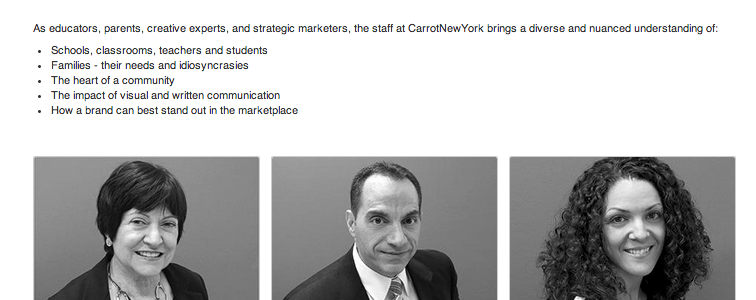 As educators, parents, creative experts, and strategic marketers, the staff at CarrotNewYork brings a diverse and nuanced understanding of:
Schools, classrooms, teachers and students
Families - their needs and idiosyncrasies
The heart of a community
The impact of visual and written communication
How a brand can best stand out in the marketplace